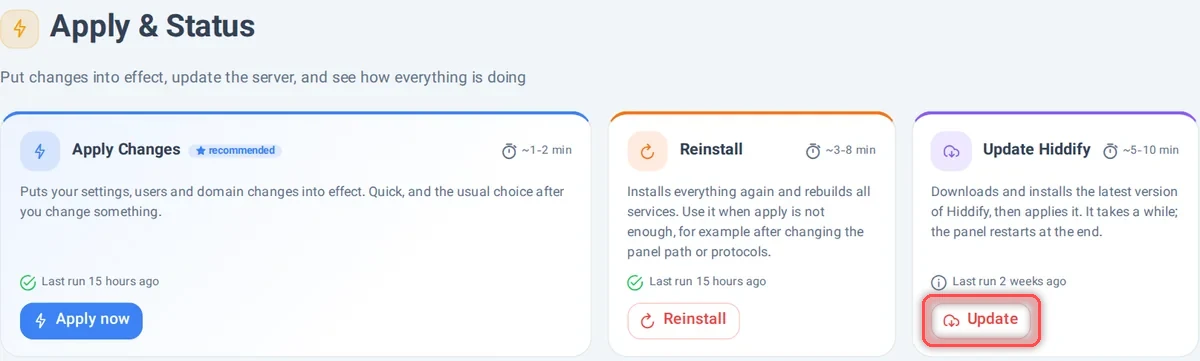 Apply & Status
Put changes into effect, update the server, and see how everything is doing
Apply Changes
recommended
~1-2 min
Puts your settings, users and domain changes into effect. Quick, and the usual choice after
you change something.
Last run 15 hours ago
Apply now
Reinstall
~3-8 min
Installs everything again and rebuilds all
services. Use it when apply is not
enough, for example after changing the
panel path or protocols.
Last run 15 hours ago
Reinstall
Update Hiddify
~5-10 min
Downloads and installs the latest version
of Hiddify, then applies it. It takes a while;
the panel restarts at the end.
Last run 2 weeks ago
Update